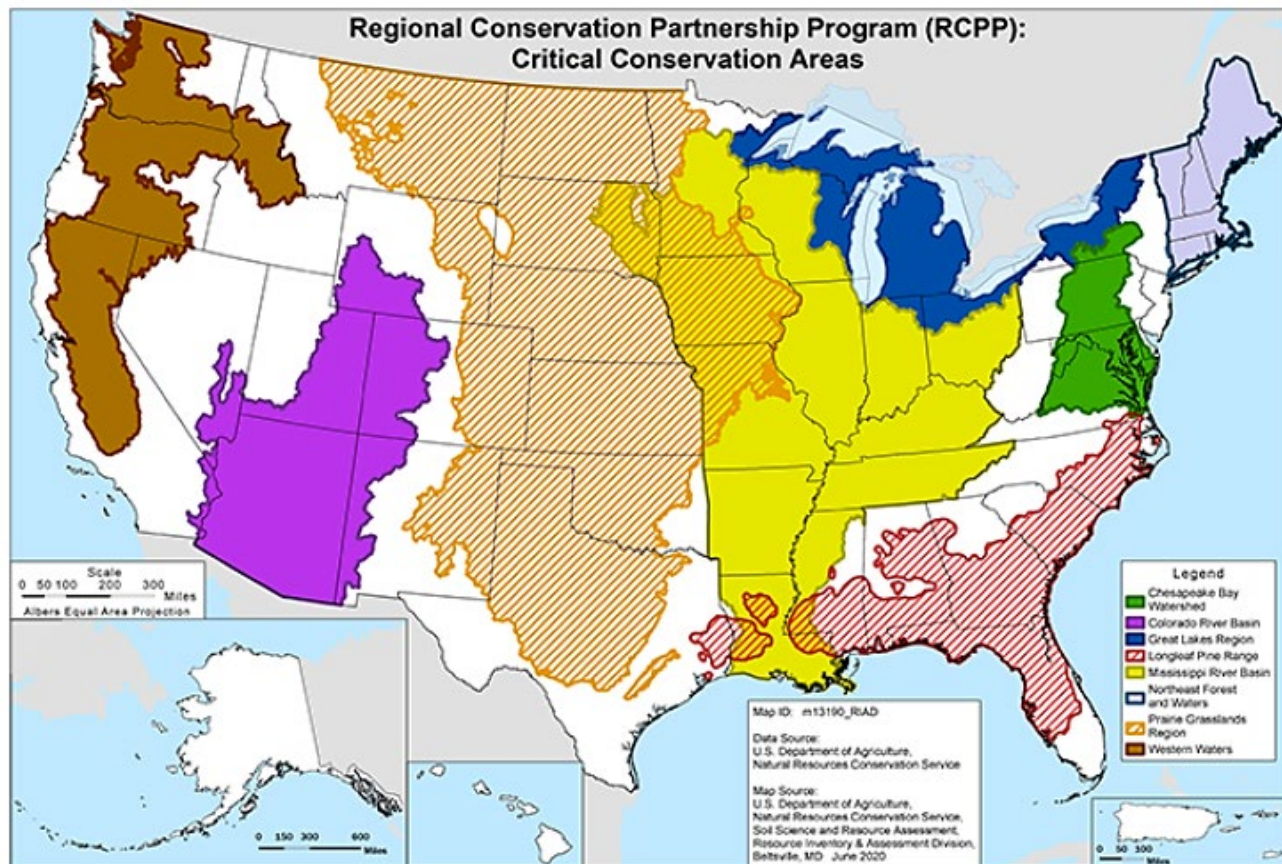 Regional Conservation Partnership Program (RCPP):
Critical Conservation Areas
Scale
0 50 100 200 300
Miles
Albers Equal Area Projection
0 150 300 600
Miles
Map ID: m13190_RIAD
Data Source:
U.S. Department of Agriculture,
Natural Resources Conservation Service
Map Source:
U.S. Department of Agriculture,
Natural Resources Conservation Service,
Soil Science and Resource Assessment,
Resource Inventory & Assessment Division,
Beltsville, MD June 2020
Legend
Chesapeake Bay
Watershed
Colorado River Basin
Great Lakes Region
Longleaf Pine Range
Mississippi River Basin
Northeast Forest
and Waters
Prairie Grasslands
Region
Western Waters
0 50 100
Miles